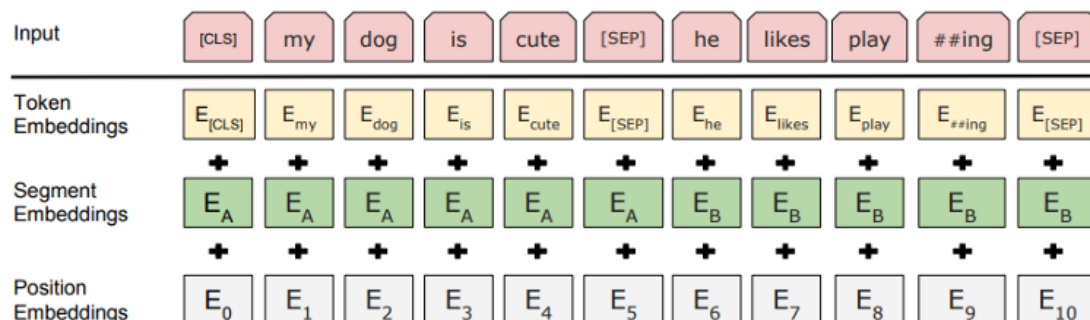 Input [CLS] my dog is cute [SEP] he likes play ##ing [SEP]
Token
Embeddings
E[CLS] Emy Edog Eis Ecute E[SEP] Ehe Elikes Eplay E##ing E[SEP]
+ + + + + + + + + + +
Segment
Embeddings
EA EA EA EA EA EA EB EB EB EB EB
+ + + + + + + + + + +
Position
Embeddings
E0 E1 E2 E3 E4 E5 E6 E7 E8 E9 E10